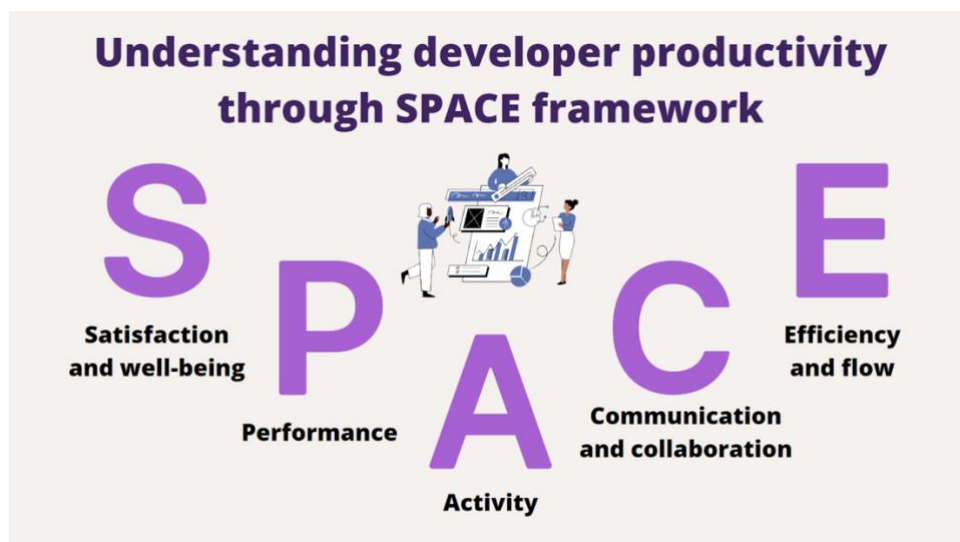 Understanding developer productivity
through SPACE framework
S
Satisfaction
and well-being
P
Performance
A
Activity
C
Communication
and collaboration
E
Efficiency
and flow